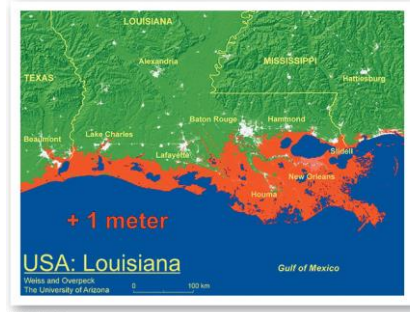 LOUISIANA
Alexandria
TEXAS
MISSISSIPPI
Hattiesburg
Baton Rouge
Hammond
Beaumont
Lake Charles
Lafayette
Slidell
New Orleans
Houma
+ 1 meter
USA: Louisiana
Weiss and Overpeck
The University of Arizona
0 100 km
Gulf of Mexico